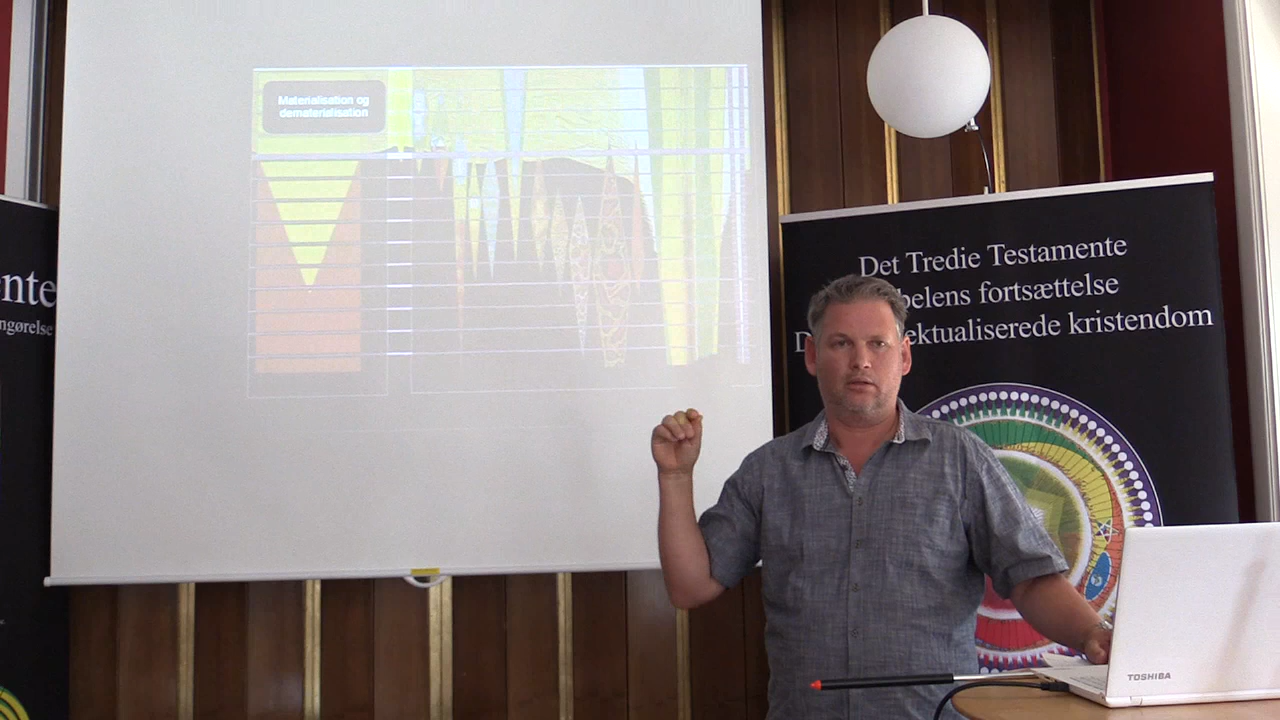 Materialisation og
dematerialisation
nte
ngørelse
Det Tredie Testamente
belens fortsættelse
D ektualiserede kristendom
TOSHIBA